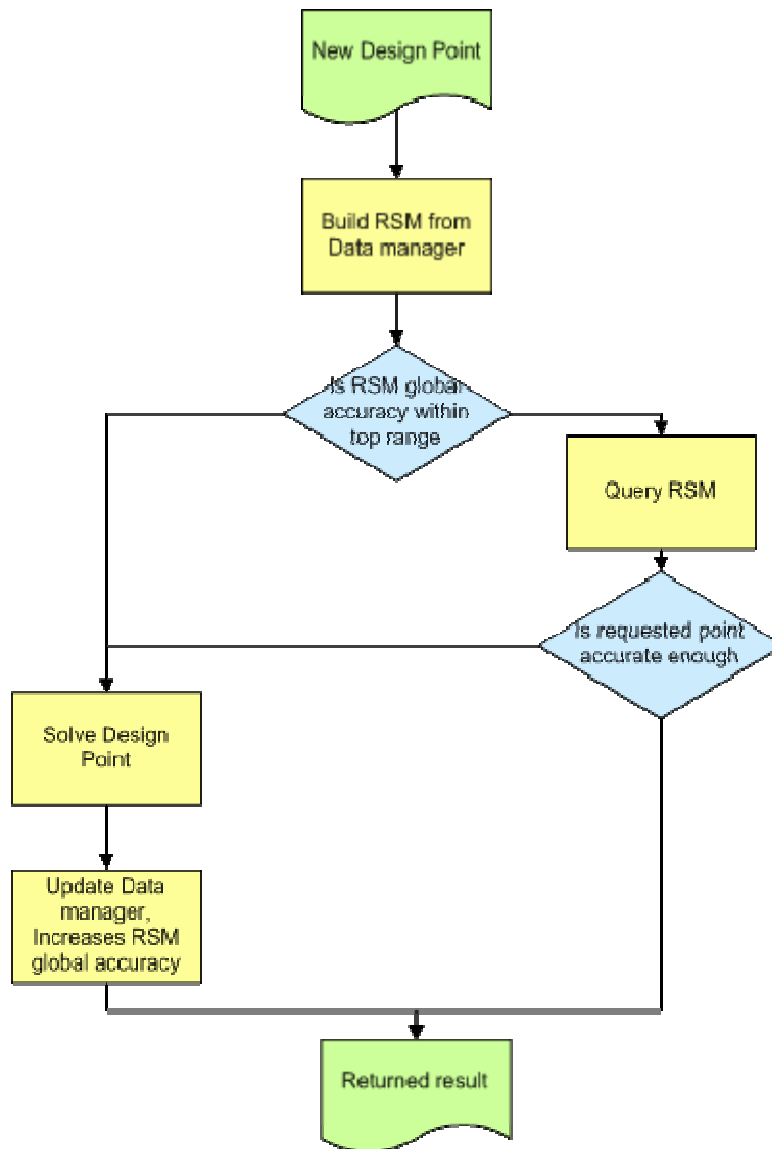 New Design Point
Build RSM from
Data manager
Is RSM global
accuracy within
top range
Query RSM
Is requested point
accurate enough
Solve Design
Point
Update Data
manager,
Increases RSM
global accuracy
Returned result